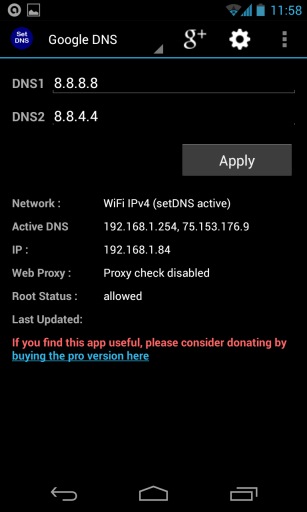 11:58
Set DNS
Google DNS
g+
DNS1 8.8.8.8
DNS2 8.8.4.4
Apply
Network : WiFi IPv4 (setDNS active)
Active DNS 192.168.1.254, 75.153.176.9
IP : 192.168.1.84
Web Proxy : Proxy check disabled
Root Status : allowed
Last Updated:
If you find this app useful, please consider donating by
buying the pro version here